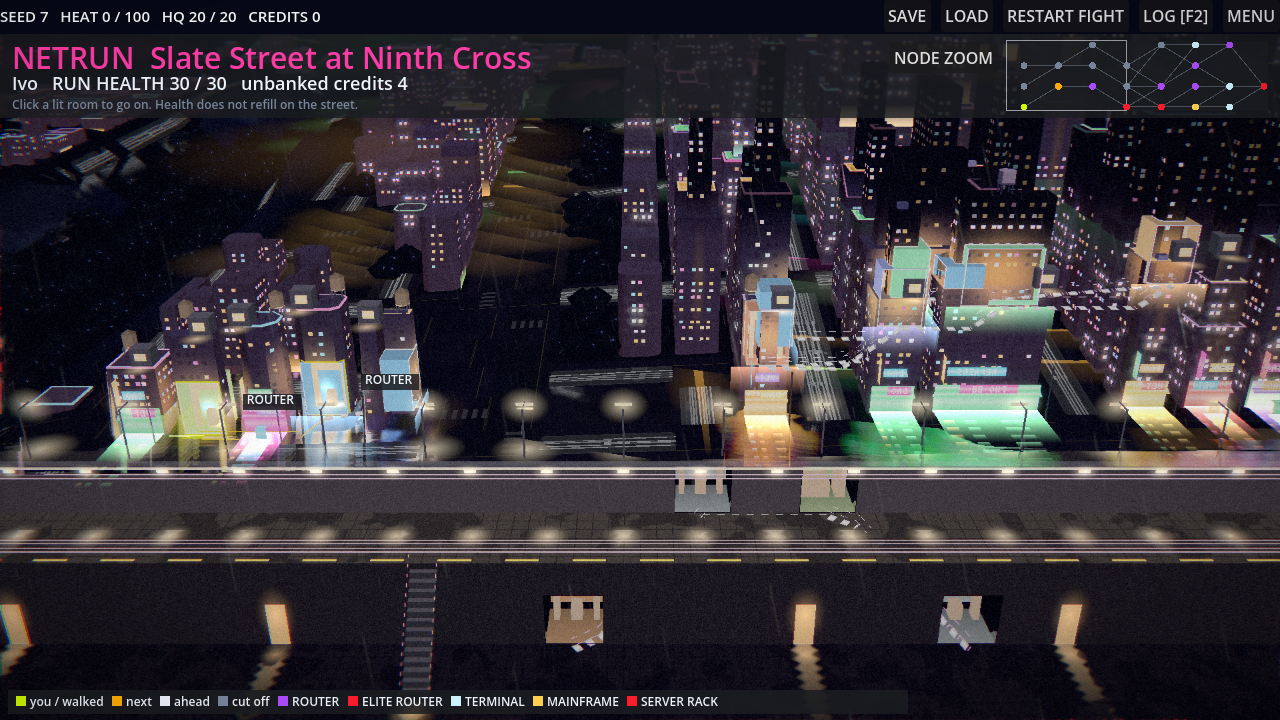 SEED 7 HEAT 0 / 100 HQ 20 / 20 CREDITS 0
SAVE LOAD RESTART FIGHT LOG [F2] MENU
NETRUN Slate Street at Ninth Cross
NODE ZOOM
Ivo RUN HEALTH 30 / 30 unbanked credits 4
Click a lit room to go on. Health does not refill on the street.
ROUTER
ROUTER
you / walked next ahead cut off ROUTER ELITE ROUTER TERMINAL MAINFRAME SERVER RACK